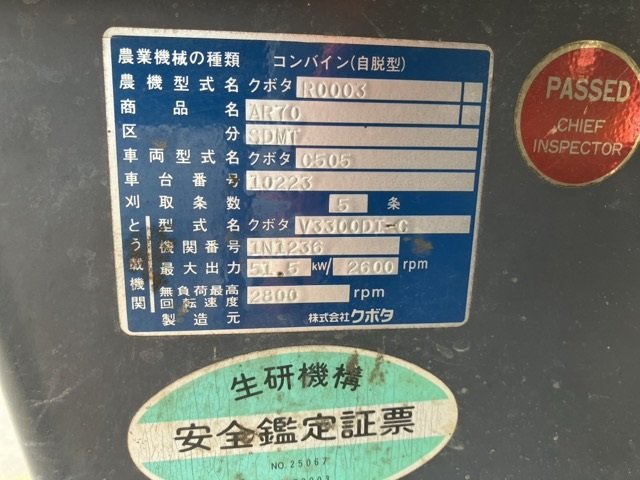 農業機械の種類 コンバイン(自脱型)
農機型式名 クボタ R0003
商品名 AR70
区分 SDMT
車両型式名 クボタ C505
車台番号 10223
刈取条数 5 条
とう載機関
型式名 クボタ V3300DI-C
機関番号 1N1236
最大出力 51.5 kW/ 2600 rpm
無負荷最高回転速度 2800 rpm
製造元 株式会社クボタ
PASSED
CHIEF
INSPECTOR
生研機構
安全鑑定証票
NO.25067